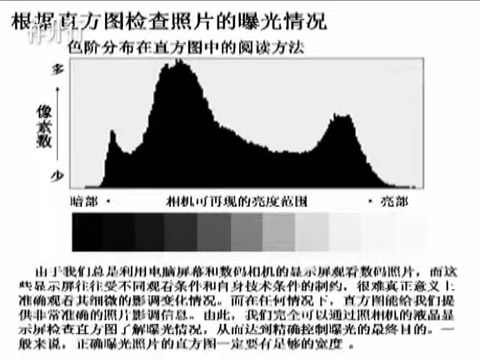 根据直方图检查照片的曝光情况
色阶分布在直方图中的阅读方法
多
像素数
少
暗部 · 相机可再现的亮度范围 · 亮部
由于我们总是利用电脑屏幕和数码相机的显示屏观看数码照片，而这
些显示屏往往受不同观看条件和自身技术条件的制约，很难真正意义上
准确观看其细微的影调变化情况。而在任何情况下，直方图能给我们提
供非常准确的照片影调信息。由此，我们完全可以通过照相机的液晶显
示屏检查直方图了解曝光情况，从而达到精确控制曝光的最终目的。一
般来说，正确曝光照片的直方图一定要有足够的宽度 。